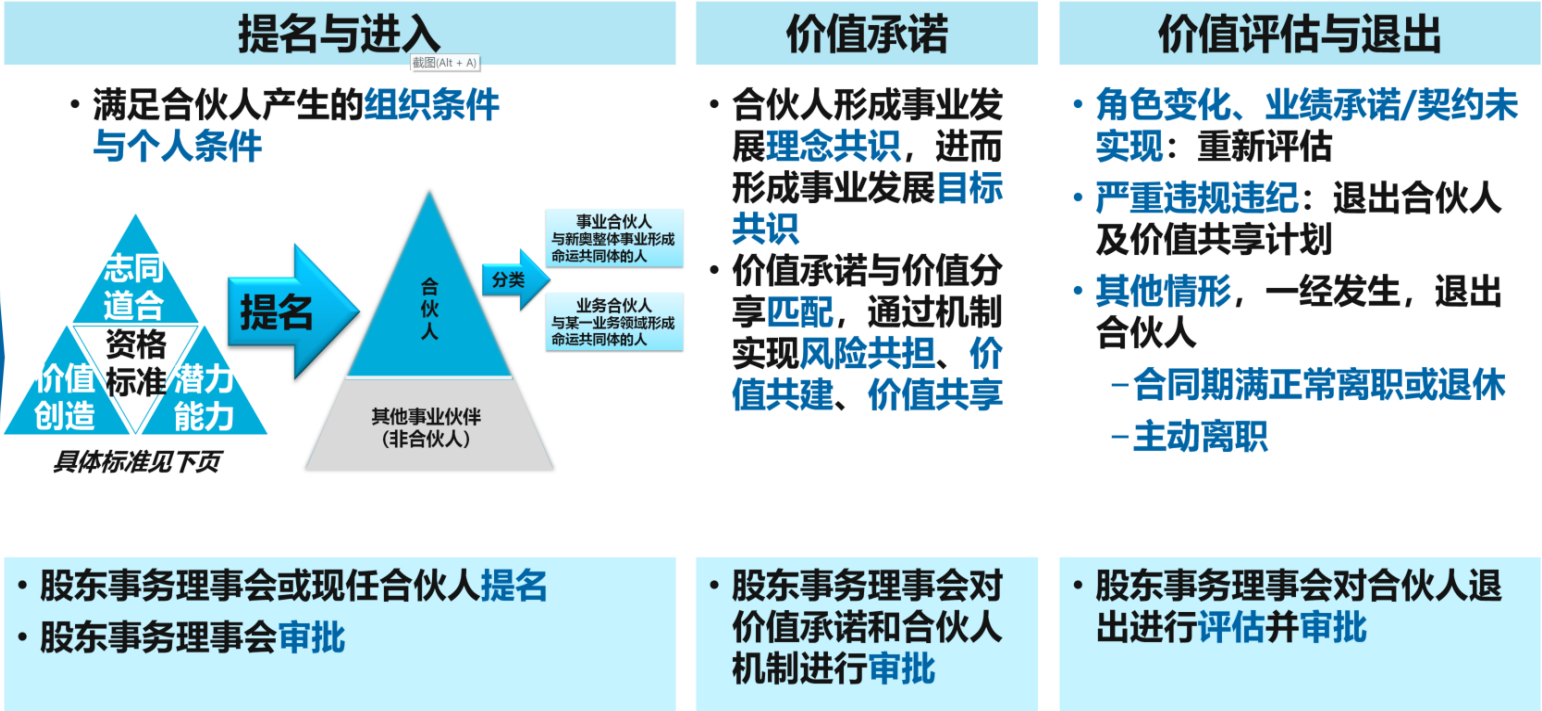 提名与进入
截图(Alt + A)
• 满足合伙人产生的组织条件
与个人条件
志同
道合
资格
标准
价值
创造
潜力
能力
具体标准见下页
提名
合
伙
人
其他事业伙伴
(非合伙人)
分类
事业合伙人
与新奥整体事业形成
命运共同体的人
业务合伙人
与某一业务领域形成
命运共同体的人
• 股东事务理事会或现任合伙人提名
• 股东事务理事会审批
价值承诺
• 合伙人形成事业发
展理念共识，进而
形成事业发展目标
共识
• 价值承诺与价值分
享匹配，通过机制
实现风险共担、价
值共建、价值共享
• 股东事务理事会对
价值承诺和合伙人
机制进行审批
价值评估与退出
• 角色变化、业绩承诺/契约未
实现：重新评估
• 严重违规违纪：退出合伙人
及价值共享计划
• 其他情形，一经发生，退出
合伙人
–合同期满正常离职或退休
–主动离职
• 股东事务理事会对合伙人退
出进行评估并审批